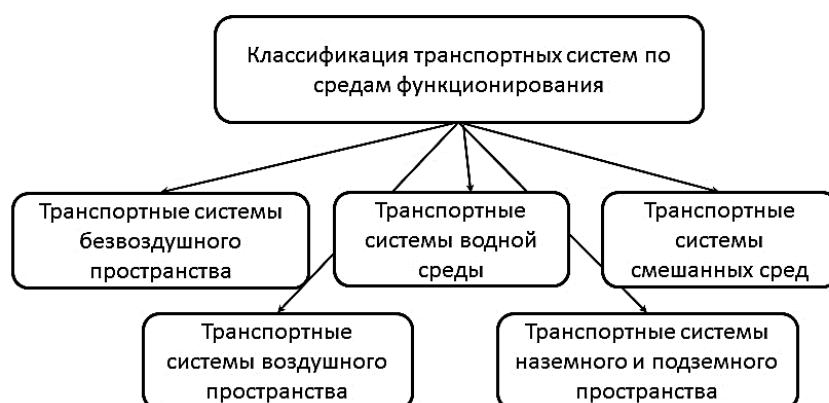 Классификация транспортных систем по
средам функционирования
Транспортные системы
безвоздушного
пространства
Транспортные
системы водной
среды
Транспортные
системы
смешанных сред
Транспортные
системы воздушного
пространства
Транспортные системы
наземного и подземного
пространства